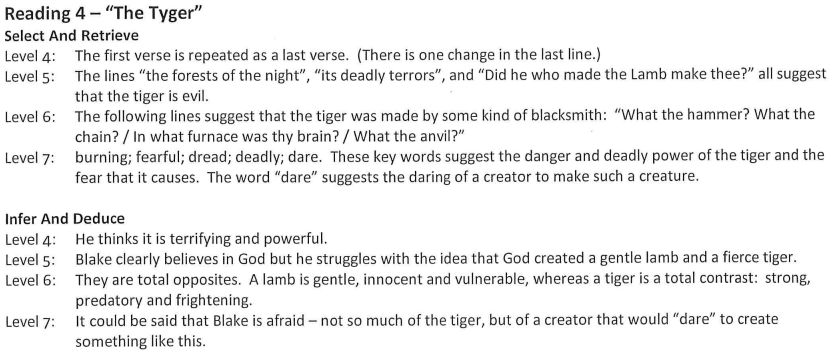 Reading 4 – “The Tyger”
Select And Retrieve
Level 4: The first verse is repeated as a last verse. (There is one change in the last line.)
Level 5: The lines “the forests of the night”, “its deadly terrors”, and “Did he who made the Lamb make thee?” all suggest
that the tiger is evil.
Level 6: The following lines suggest that the tiger was made by some kind of blacksmith: “What the hammer? What the
chain? / In what furnace was thy brain? / What the anvil?”
Level 7: burning; fearful; dread; deadly; dare. These key words suggest the danger and deadly power of the tiger and the
fear that it causes. The word “dare” suggests the daring of a creator to make such a creature.
Infer And Deduce
Level 4: He thinks it is terrifying and powerful.
Level 5: Blake clearly believes in God but he struggles with the idea that God created a gentle lamb and a fierce tiger.
Level 6: They are total opposites. A lamb is gentle, innocent and vulnerable, whereas a tiger is a total contrast: strong,
predatory and frightening.
Level 7: It could be said that Blake is afraid – not so much of the tiger, but of a creator that would “dare” to create
something like this.